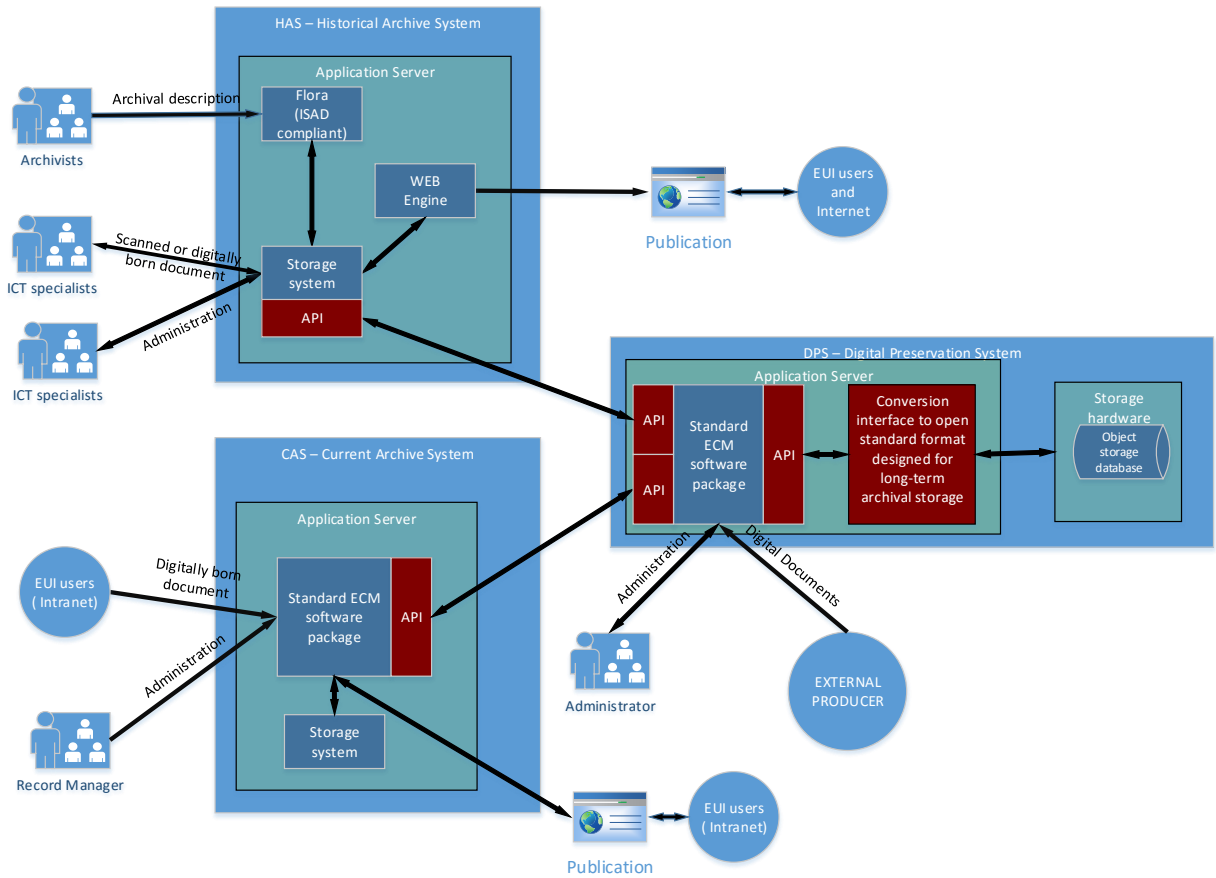 HAS – Historical Archive System
Application Server
Flora
(ISAD
compliant)
Archival description
Archivists
WEB
Engine
Publication
EUI users
and
Internet
Scanned or digitally
born document
ICT specialists
Storage
system
API
Administration
ICT specialists
DPS – Digital Preservation System
Application Server
API
API
Standard
ECM
software
package
API
Conversion
interface to open
standard format
designed for
long-term
archival storage
Storage
hardware
Object
storage
database
CAS – Current Archive System
Application Server
EUI users
( Intranet)
Digitally born
document
Standard ECM
software
package
API
Administration
Record Manager
Storage
system
Administration
Administrator
Digital Documents
EXTERNAL
PRODUCER
Publication
EUI users
( Intranet)